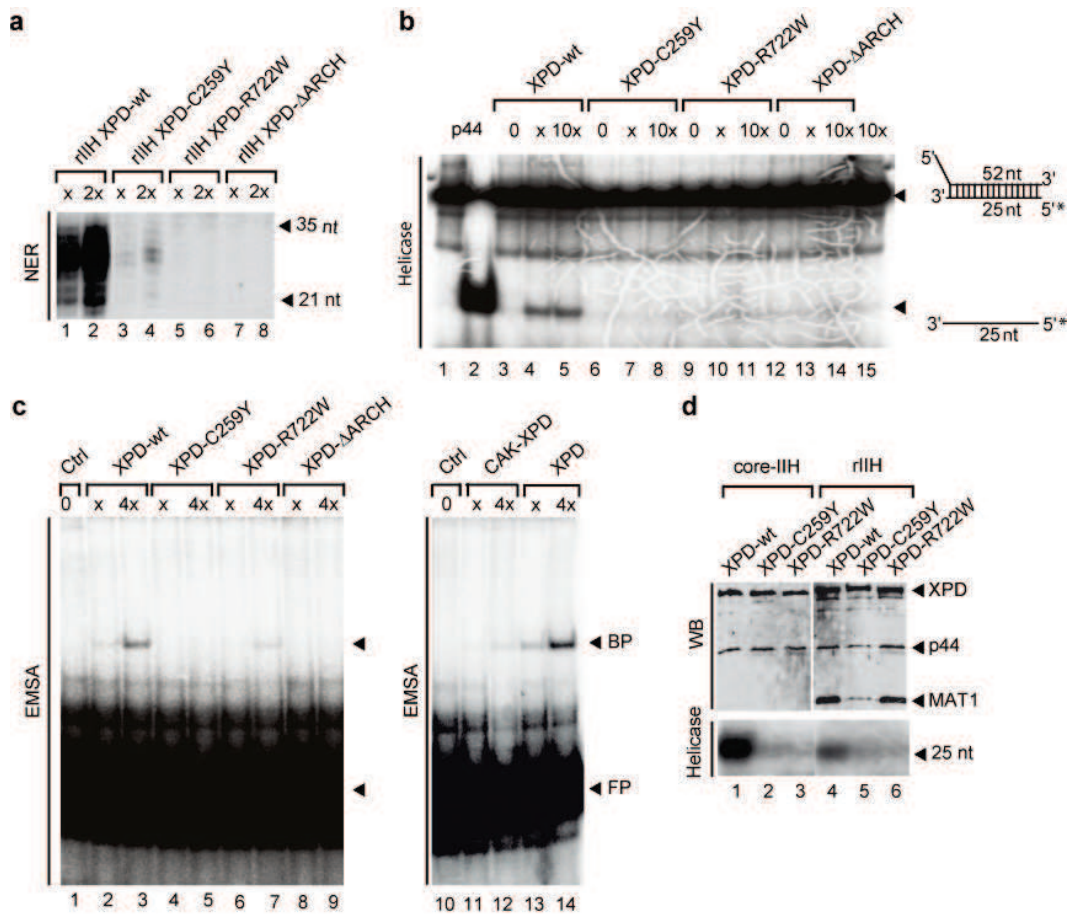 a
rIIH XPD-wt
rIIH XPD-C259Y
rIIH XPD-R722W
rIIH XPD-ΔARCH
x 2x x 2x x 2x x 2x
NER
35 nt
21 nt
1 2 3 4 5 6 7 8
b
XPD-wt
XPD-C259Y
XPD-R722W
XPD-ΔARCH
p44 0 x 10x 0 x 10x 0 x 10x 0 x 10x 10x
Helicase
5'
52 nt 3'
3' 25 nt 5'*
3' 25 nt 5'*
1 2 3 4 5 6 7 8 9 10 11 12 13 14 15
c
Ctrl
XPD-wt
XPD-C259Y
XPD-R722W
XPD-ΔARCH
0 x 4x x 4x x 4x x 4x
EMSA
1 2 3 4 5 6 7 8 9
Ctrl
CAK-XPD
XPD
0 x 4x x 4x
EMSA
BP
FP
10 11 12 13 14
d
core-IIH rIIH
XPD-wt
XPD-C259Y
XPD-R722W
XPD-wt
XPD-C259Y
XPD-R722W
WB
XPD
p44
MAT1
Helicase
25 nt
1 2 3 4 5 6